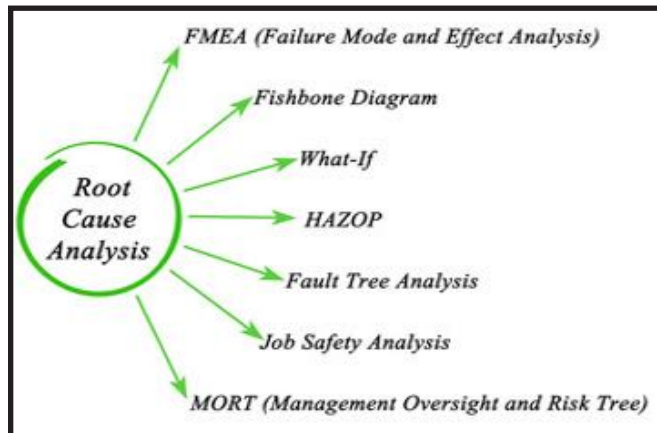 FMEA (Failure Mode and Effect Analysis)
Fishbone Diagram
What-If
Root
Cause
Analysis
HAZOP
Fault Tree Analysis
Job Safety Analysis
MORT (Management Oversight and Risk Tree)